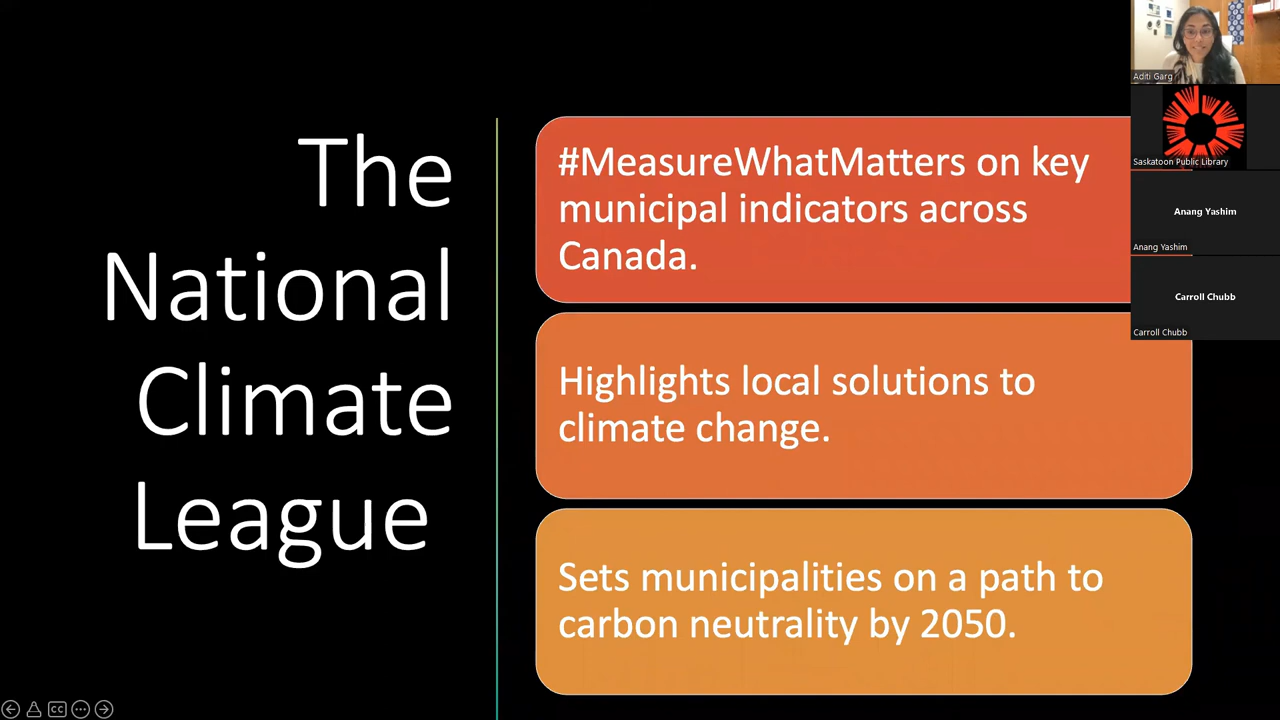 The
National
Climate
League
#MeasureWhatMatters on key
municipal indicators across
Canada.
Highlights local solutions to
climate change.
Sets municipalities on a path to
carbon neutrality by 2050.
Aditi Garg
Saskatoon Public Library
Anang Yashim
Anang Yashim
Carroll Chubb
Carroll Chubb
CC